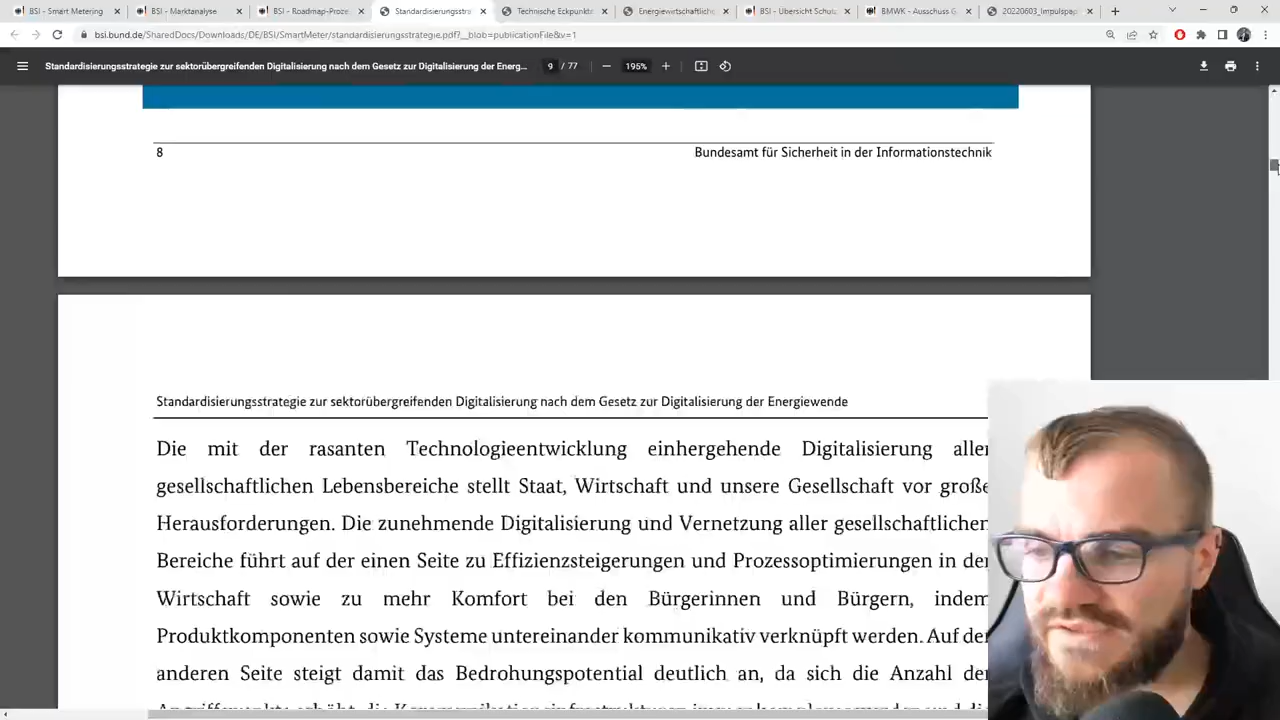 BSI - Smart Metering
BSI - Marktanalyse
BSI - Roadmap-Proze
Standardisierungsstra
Technische Eckpunkte
Energiewirtschaftliche
BSI - Übersicht Schul
BMWK - Ausschuss G
20220603_Impulspap
bsi.bund.de/SharedDocs/Downloads/DE/BSI/SmartMeter/standardisierungsstrategie.pdf?__blob=publicationFile&v=1
Standardisierungsstrategie zur sektorübergreifenden Digitalisierung nach dem Gesetz zur Digitalisierung der Energ...
9 / 77
195%
8
Bundesamt für Sicherheit in der Informationstechnik
Standardisierungsstrategie zur sektorübergreifenden Digitalisierung nach dem Gesetz zur Digitalisierung der Energiewende
Die mit der rasanten Technologieentwicklung einhergehende Digitalisierung aller
gesellschaftlichen Lebensbereiche stellt Staat, Wirtschaft und unsere Gesellschaft vor große
Herausforderungen. Die zunehmende Digitalisierung und Vernetzung aller gesellschaftlichen
Bereiche führt auf der einen Seite zu Effizienzsteigerungen und Prozessoptimierungen in der
Wirtschaft sowie zu mehr Komfort bei den Bürgerinnen und Bürgern, indem
Produktkomponenten sowie Systeme untereinander kommunikativ verknüpft werden. Auf der
anderen Seite steigt damit das Bedrohungspotential deutlich an, da sich die Anzahl der